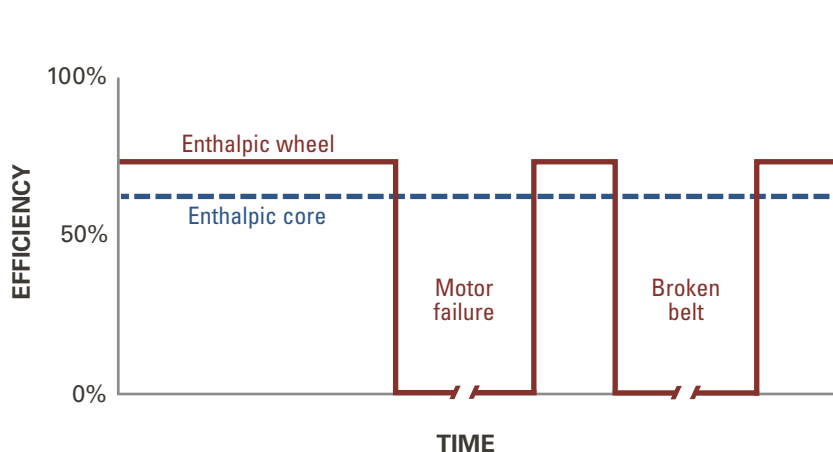 100%
Enthalpic wheel
Enthalpic core
50%
EFFICIENCY
Motor
failure
Broken
belt
0%
TIME